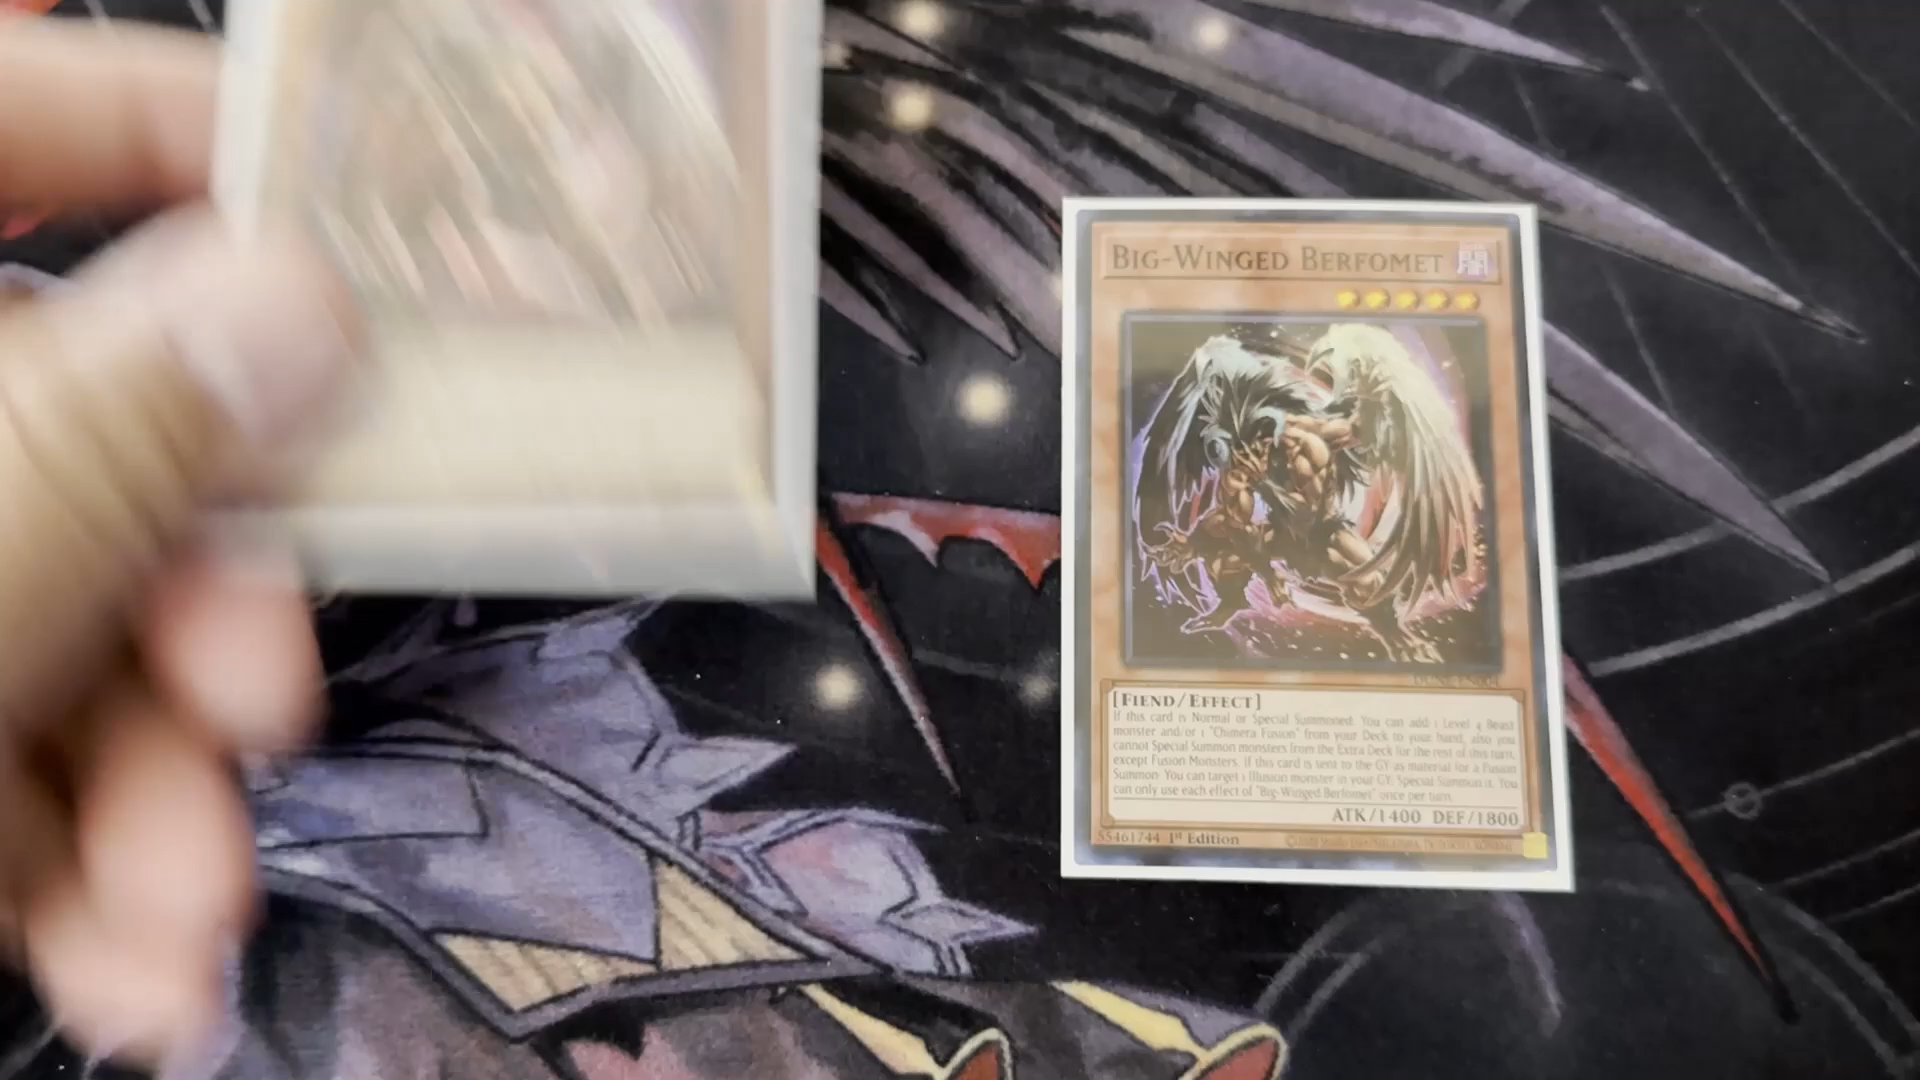 BIG-WINGED BERFOMET
[FIEND/EFFECT]
If this card is Normal or Special Summoned: You can add 1 Level 4 Beast
monster and/or 1 "Chimera Fusion" from your Deck to your hand, also you
cannot Special Summon monsters from the Extra Deck for the rest of this turn,
except Fusion Monsters. If this card is sent to the GY as material for a Fusion
Summon: You can target 1 Illusion monster in your GY; Special Summon it. You
can only use each effect of "Big-Winged Berfomet" once per turn.
ATK/1400 DEF/1800
55461744 1st Edition